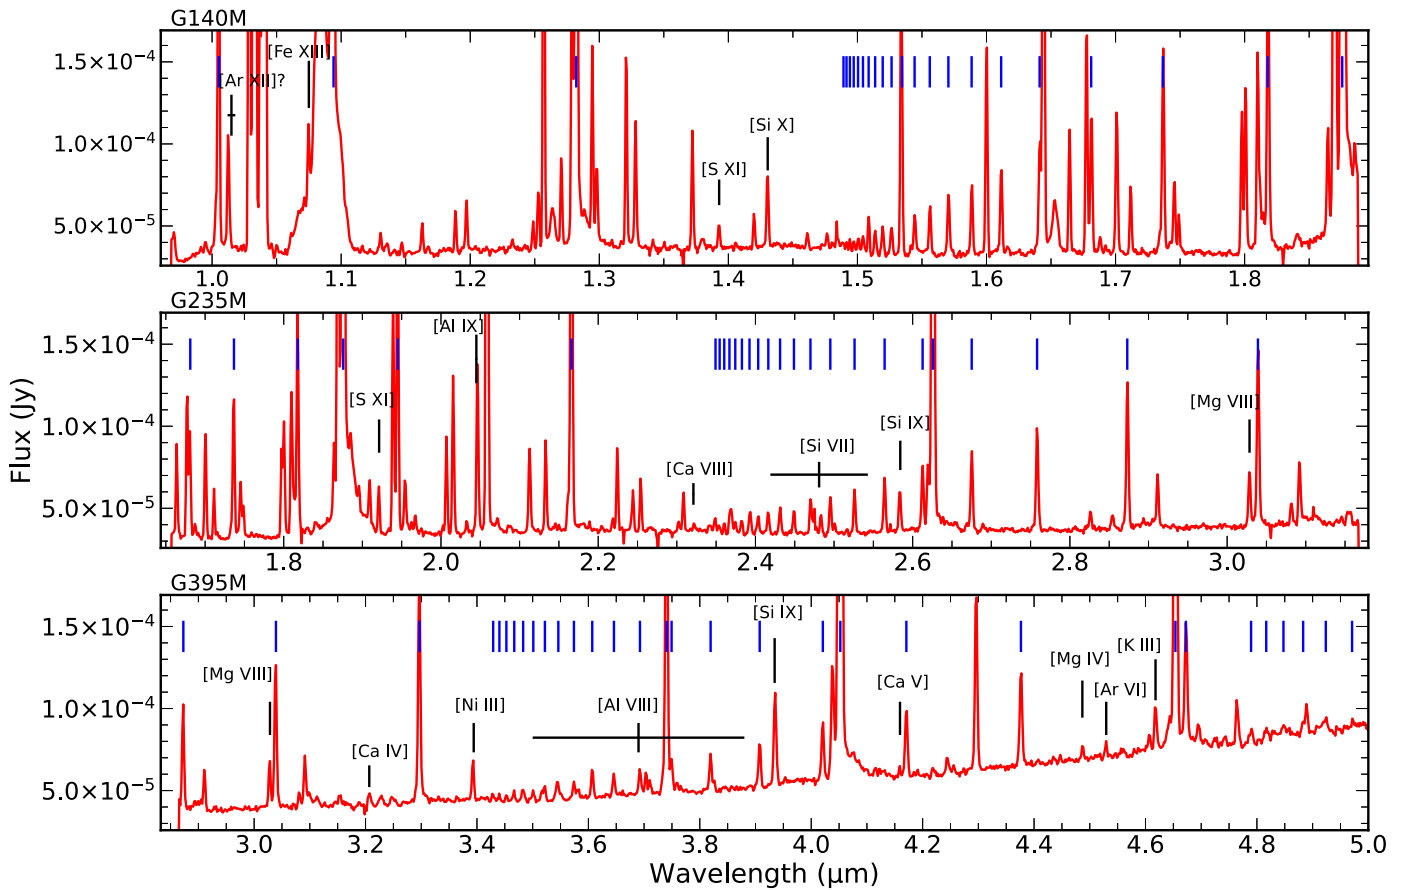 G140M
1.5×10⁻⁴
1.0×10⁻⁴
5.0×10⁻⁵
[Ar XII]?
[Fe XIII]
[S XI]
[Si X]
1.0 1.1 1.2 1.3 1.4 1.5 1.6 1.7 1.8
G235M
1.5×10⁻⁴
1.0×10⁻⁴
5.0×10⁻⁵
[S XI]
[Al IX]
[Ca VIII]
[Si VII]
[Si IX]
[Mg VIII]
1.8 2.0 2.2 2.4 2.6 2.8 3.0
Flux (Jy)
G395M
1.5×10⁻⁴
1.0×10⁻⁴
5.0×10⁻⁵
[Mg VIII]
[Ca IV]
[Ni III]
[Al VIII]
[Si IX]
[Ca V]
[Mg IV]
[Ar VI]
[K III]
3.0 3.2 3.4 3.6 3.8 4.0 4.2 4.4 4.6 4.8 5.0
Wavelength (μm)